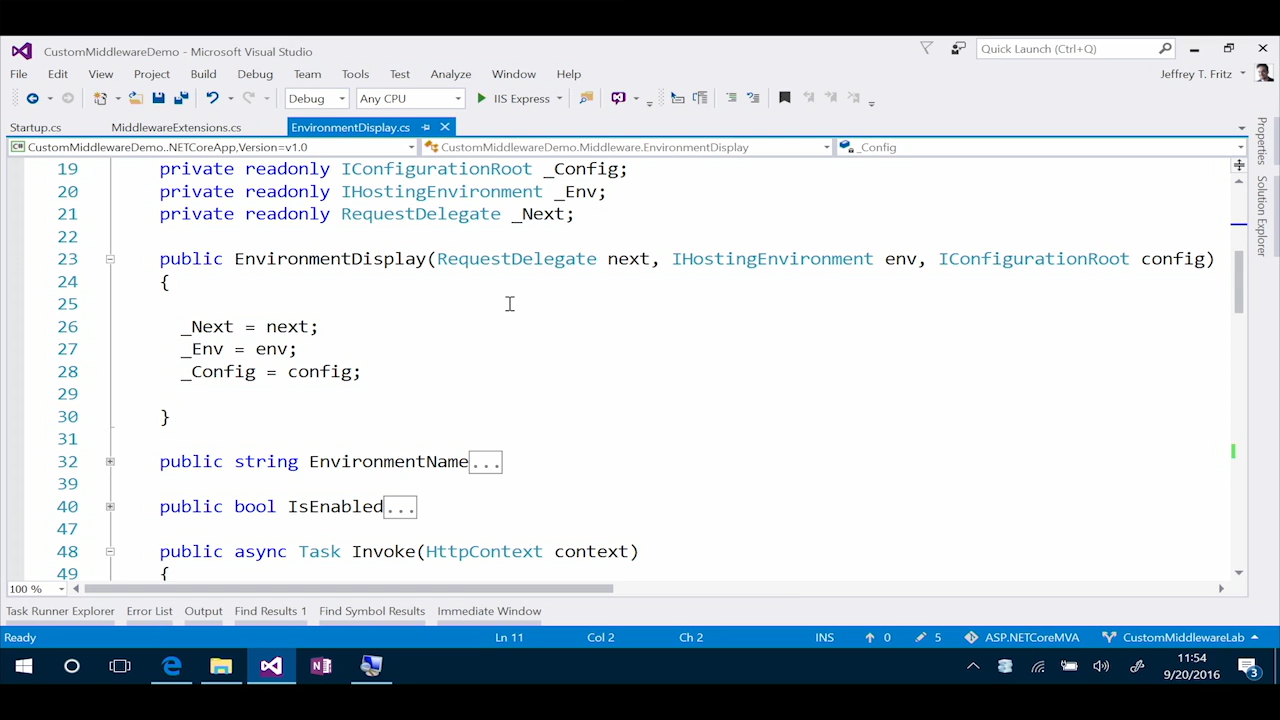 CustomMiddlewareDemo - Microsoft Visual Studio
Quick Launch (Ctrl+Q)
File Edit View Project Build Debug Team Tools Test Analyze Window Help
Jeffrey T. Fritz
Debug Any CPU IIS Express
Startup.cs MiddlewareExtensions.cs EnvironmentDisplay.cs
CustomMiddlewareDemo..NETCoreApp,Version=v1.0 CustomMiddlewareDemo.Middleware.EnvironmentDisplay _Config
19 private readonly IConfigurationRoot _Config;
20 private readonly IHostingEnvironment _Env;
21 private readonly RequestDelegate _Next;
22
23 public EnvironmentDisplay(RequestDelegate next, IHostingEnvironment env, IConfigurationRoot config)
24 {
25
26 _Next = next;
27 _Env = env;
28 _Config = config;
29
30 }
31
32 public string EnvironmentName...
39
40 public bool IsEnabled...
47
48 public async Task Invoke(HttpContext context)
49 {
Properties
Solution Explorer
100 %
Task Runner Explorer Error List Output Find Results 1 Find Symbol Results Immediate Window
Ready Ln 11 Col 2 Ch 2 INS 0 5 ASP.NETCoreMVA CustomMiddlewareLab
11:54
9/20/2016
3